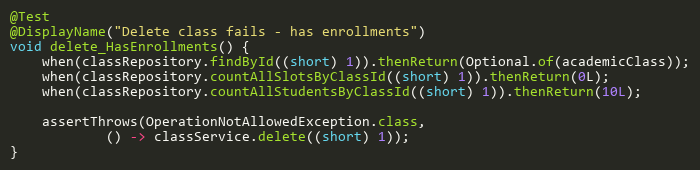 @Test
@DisplayName("Delete class fails - has enrollments")
void delete_HasEnrollments() {
    when(classRepository.findById((short) 1)).thenReturn(Optional.of(academicClass));
    when(classRepository.countAllSlotsByClassId((short) 1)).thenReturn(0L);
    when(classRepository.countAllStudentsByClassId((short) 1)).thenReturn(10L);

    assertThrows(OperationNotAllowedException.class,
            () -> classService.delete((short) 1));
}